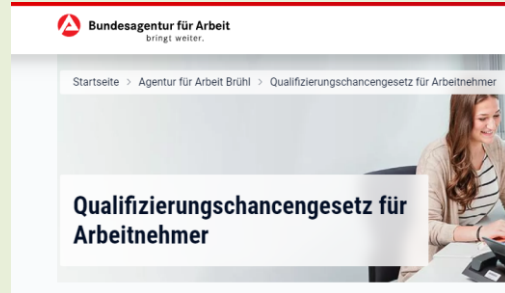 Bundesagentur für Arbeit
bringt weiter.
Startseite > Agentur für Arbeit Brühl > Qualifizierungschancengesetz für Arbeitnehmer
Qualifizierungschancengesetz für
Arbeitnehmer